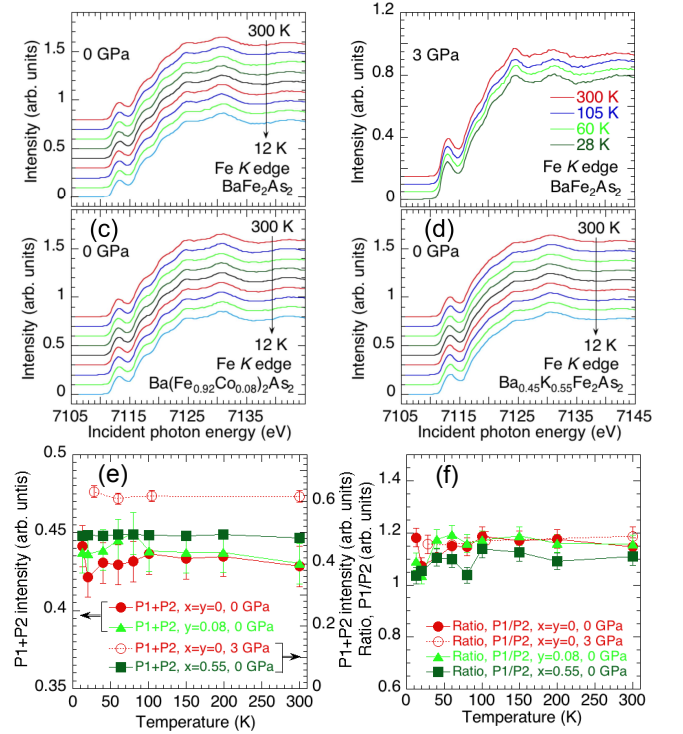 Intensity (arb. units)
1.5
1
0.5
0
0 GPa
300 K
12 K
Fe K edge
BaFe2As2
Intensity (arb. units)
1.2
0.8
0.4
0
3 GPa
300 K
105 K
60 K
28 K
Fe K edge
BaFe2As2
Intensity (arb. units)
1.5
1
0.5
0
(c)
0 GPa
300 K
12 K
Fe K edge
Ba(Fe0.92Co0.08)2As2
7105 7115 7125 7135
Incident photon energy (eV)
Intensity (arb. units)
1.5
1
0.5
0
(d)
0 GPa
300 K
12 K
Fe K edge
Ba0.45K0.55Fe2As2
7105 7115 7125 7135 7145
Incident photon energy (eV)
P1+P2 intensity (arb. units)
0.5
0.45
0.4
0.35
(e)
P1+P2, x=y=0, 0 GPa
P1+P2, y=0.08, 0 GPa
P1+P2, x=y=0, 3 GPa
P1+P2, x=0.55, 0 GPa
0 50 100 150 200 250 300
Temperature (K)
0.6
0.4
0.2
0
P1+P2 intensity (arb. units)
Ratio, P1/P2 (arb. units)
1.4
1.2
1.0
0.8
0.6
(f)
Ratio, P1/P2, x=y=0, 0 GPa
Ratio, P1/P2, x=y=0, 3 GPa
Ratio, P1/P2, y=0.08, 0 GPa
Ratio, P1/P2, x=0.55, 0 GPa
0 50 100 150 200 250 300
Temperature (K)